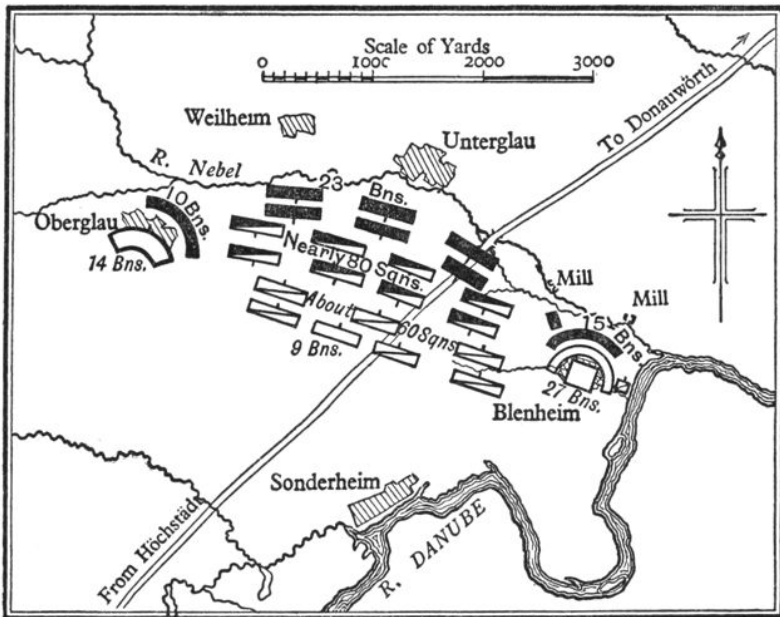 Scale of Yards
0 1000 2000 3000
To Donauwörth
Weilheim
Unterglau
R. Nebel
23 Bns.
10 Bns.
Oberglau
14 Bns.
Nearly 80 Sqns.
Mill
Mill
About 60 Sqns.
9 Bns.
15 Bns.
27 Bns.
Blenheim
Sonderheim
From Höchstädt
R. DANUBE